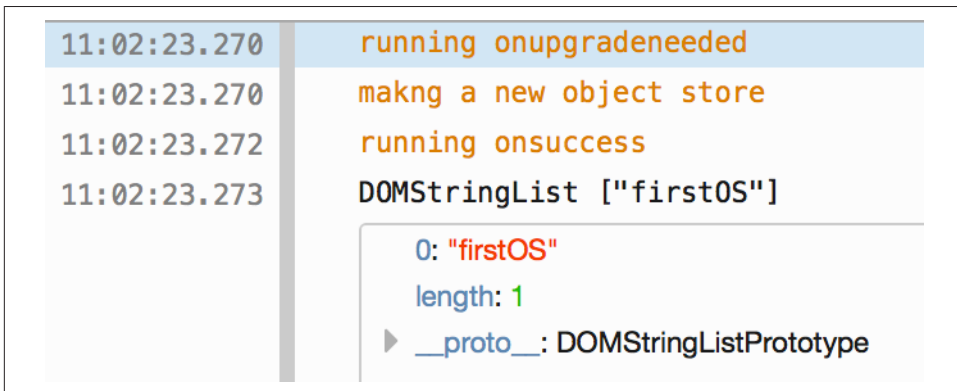 11:02:23.270 running onupgradeneeded
11:02:23.270 makng a new object store
11:02:23.272 running onsuccess
11:02:23.273 DOMStringList ["firstOS"]
0: "firstOS"
length: 1
__proto__: DOMStringListPrototype